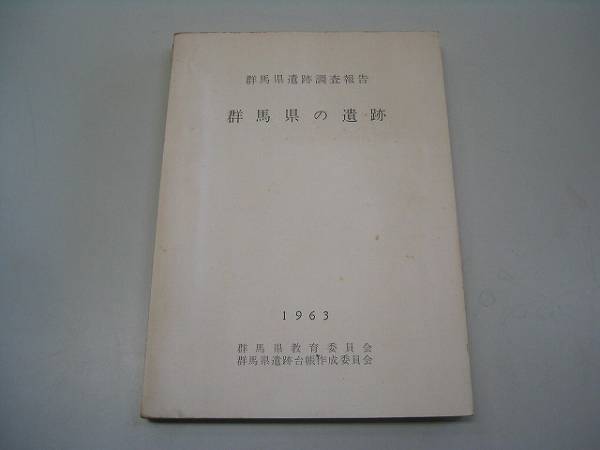 群馬県遺跡調査報告
群馬県の遺跡
1963
群馬県教育委員会
群馬県遺跡台帳作成委員会